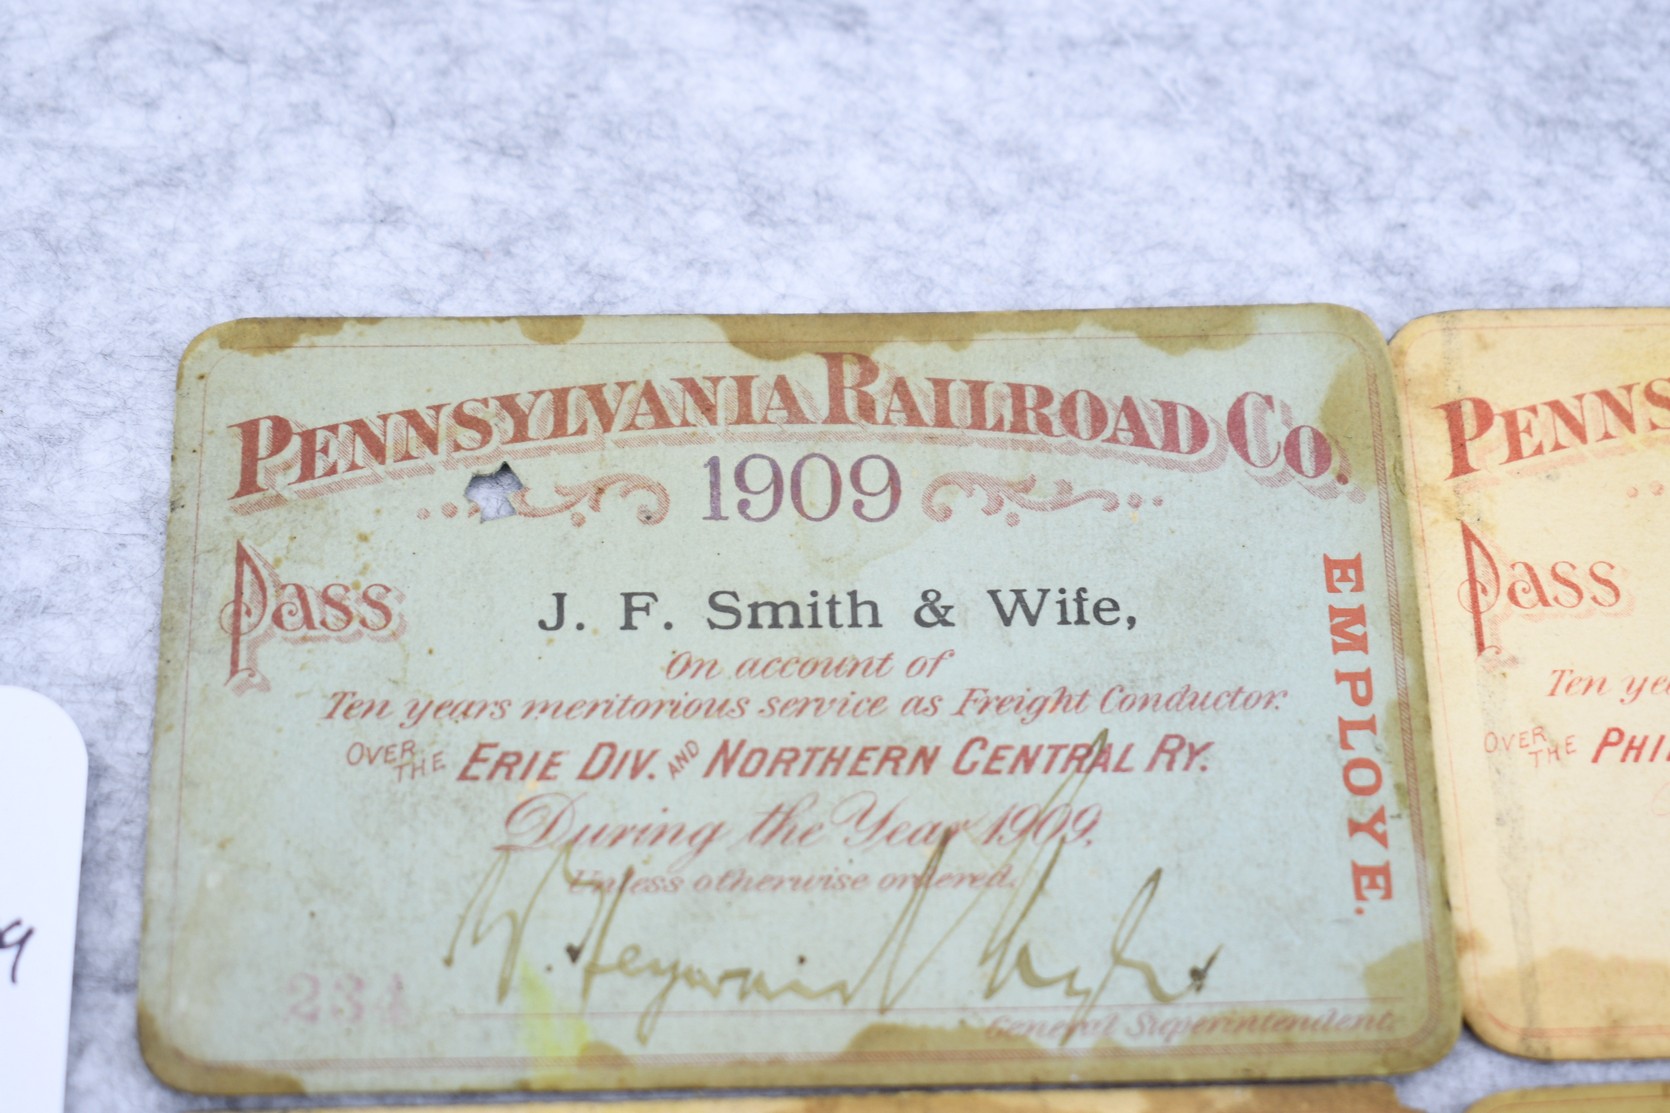 PENNSYLVANIA RAILROAD CO.
1909
Pass
J. F. Smith & Wife,
On account of
Ten years meritorious service as Freight Conductor.
OVER THE ERIE DIV. AND NORTHERN CENTRAL RY.
During the Year 1909.
Unless otherwise ordered.
W. Heyward
234
General Superintendent.
EMPLOYE.
PENNS
Pass
Ten ye
OVER THE PHI
9